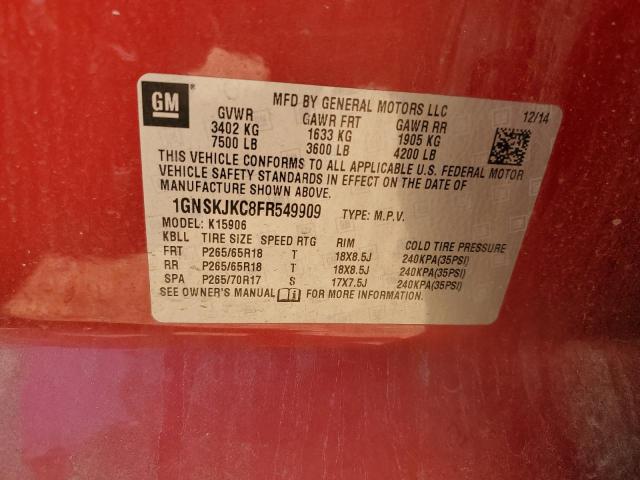 GM ®
MFD BY GENERAL MOTORS LLC 12/14
GVWR GAWR FRT GAWR RR
3402 KG 1633 KG 1905 KG
7500 LB 3600 LB 4200 LB
THIS VEHICLE CONFORMS TO ALL APPLICABLE U.S. FEDERAL MOTOR
VEHICLE SAFETY STANDARDS IN EFFECT ON THE DATE OF
MANUFACTURE SHOWN ABOVE.
1GNSKJKC8FR549909 TYPE: M.P.V.
MODEL: K15906
KBLL TIRE SIZE SPEED RTG RIM COLD TIRE PRESSURE
FRT P265/65R18 T 18X8.5J 240KPA(35PSI)
RR P265/65R18 T 18X8.5J 240KPA(35PSI)
SPA P265/70R17 S 17X7.5J 240KPA(35PSI)
SEE OWNER'S MANUAL FOR MORE INFORMATION.